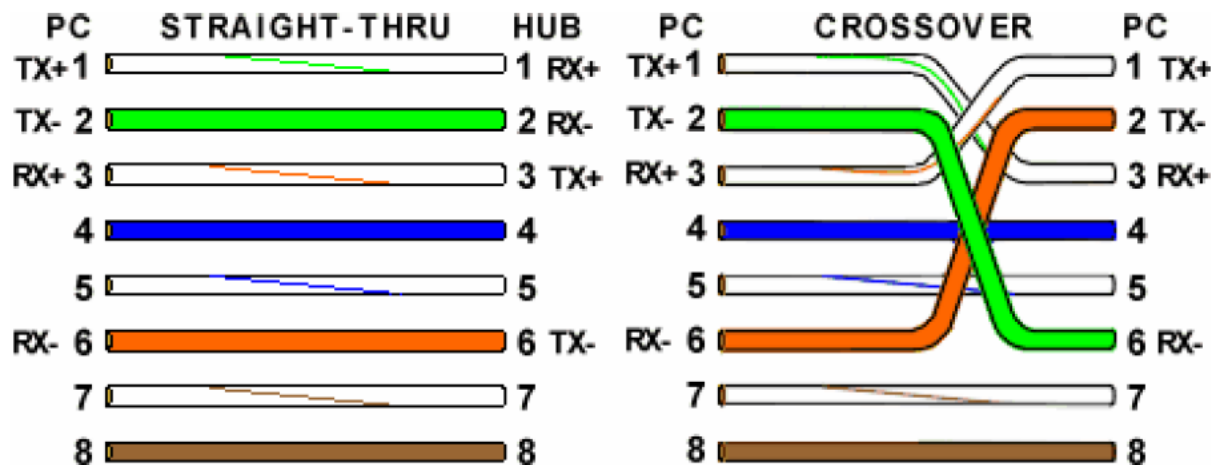 PC STRAIGHT-THRU HUB PC CROSSOVER PC
TX+ 1 1 RX+ TX+ 1 1 TX+
TX- 2 2 RX- TX- 2 2 TX-
RX+ 3 3 TX+ RX+ 3 3 RX+
4 4 4 4
5 5 5 5
RX- 6 6 TX- RX- 6 6 RX-
7 7 7 7
8 8 8 8